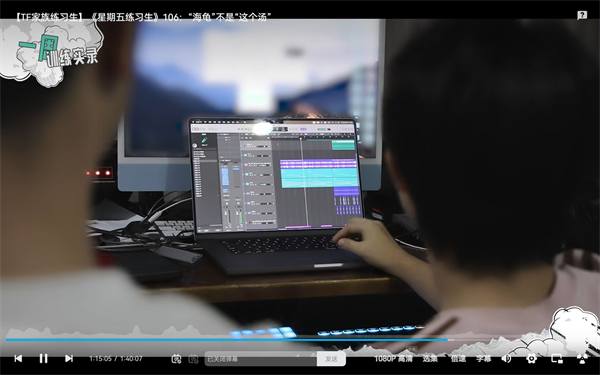 【TF家族练习生】《星期五练习生》106：“海龟”不是“这个汤”
一周
训练实录
1:15:05 / 1:40:07
已关闭弹幕
发送
1080P 高清
选集
倍速
字幕